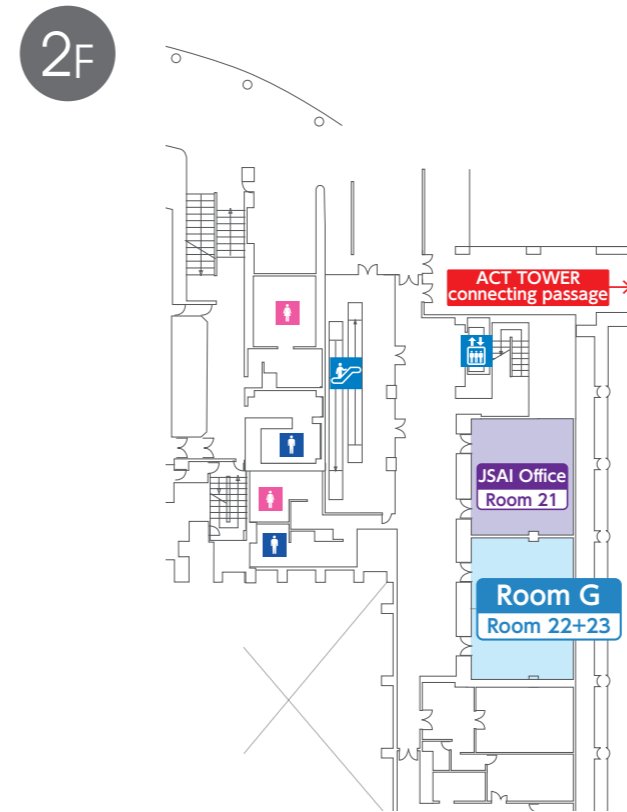 2F
ACT TOWER
connecting passage
JSAI Office
Room 21
Room G
Room 22+23